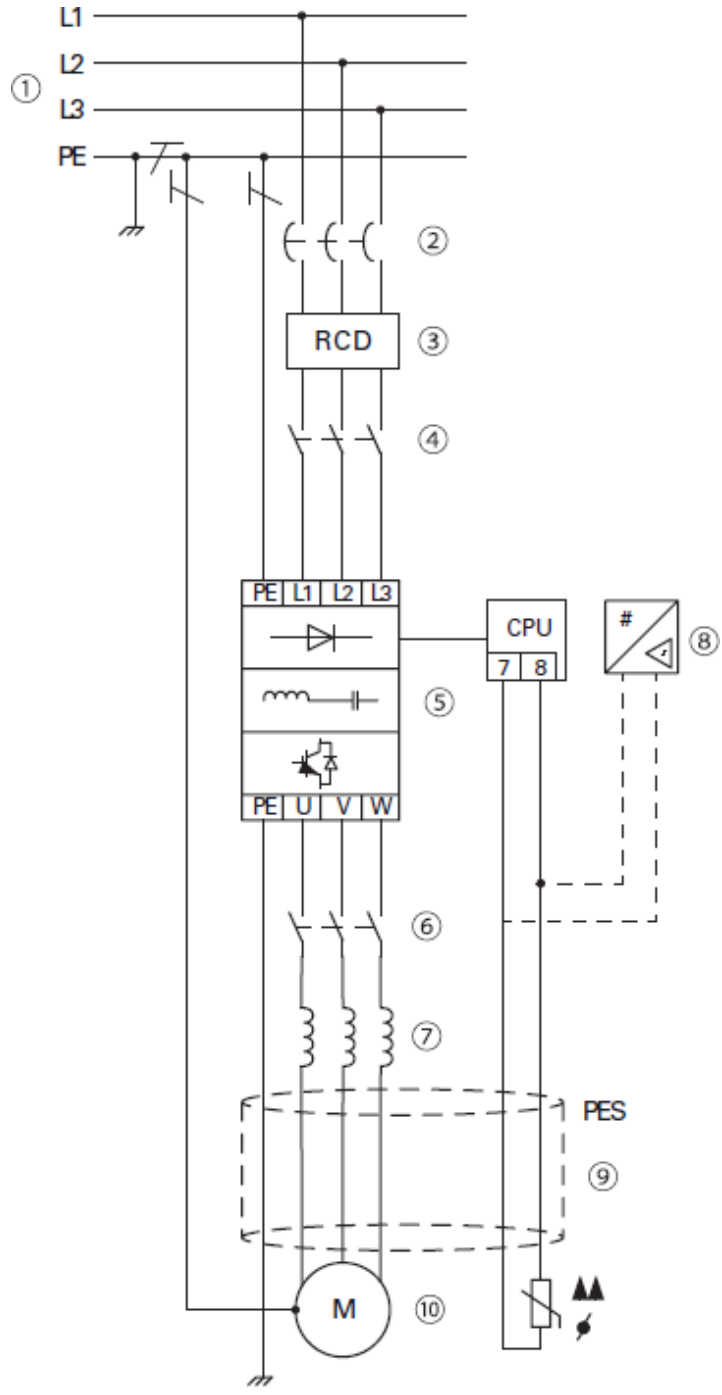 L1
L2
①
L3
PE
②
RCD
③
④
PE L1 L2 L3
CPU
7 8
#
⑧
⑤
PE U V W
⑥
⑦
PES
⑨
M
⑩